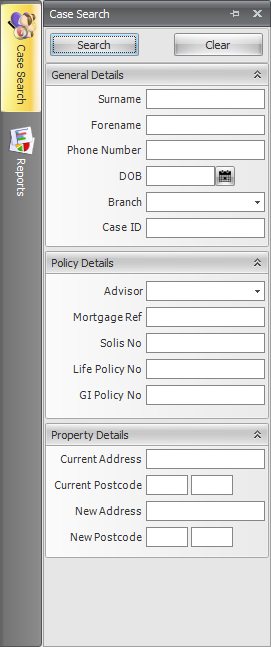 Case Search
Reports
Case Search
Search
Clear
General Details
Surname
Forename
Phone Number
DOB
Branch
Case ID
Policy Details
Advisor
Mortgage Ref
Solis No
Life Policy No
GI Policy No
Property Details
Current Address
Current Postcode
New Address
New Postcode